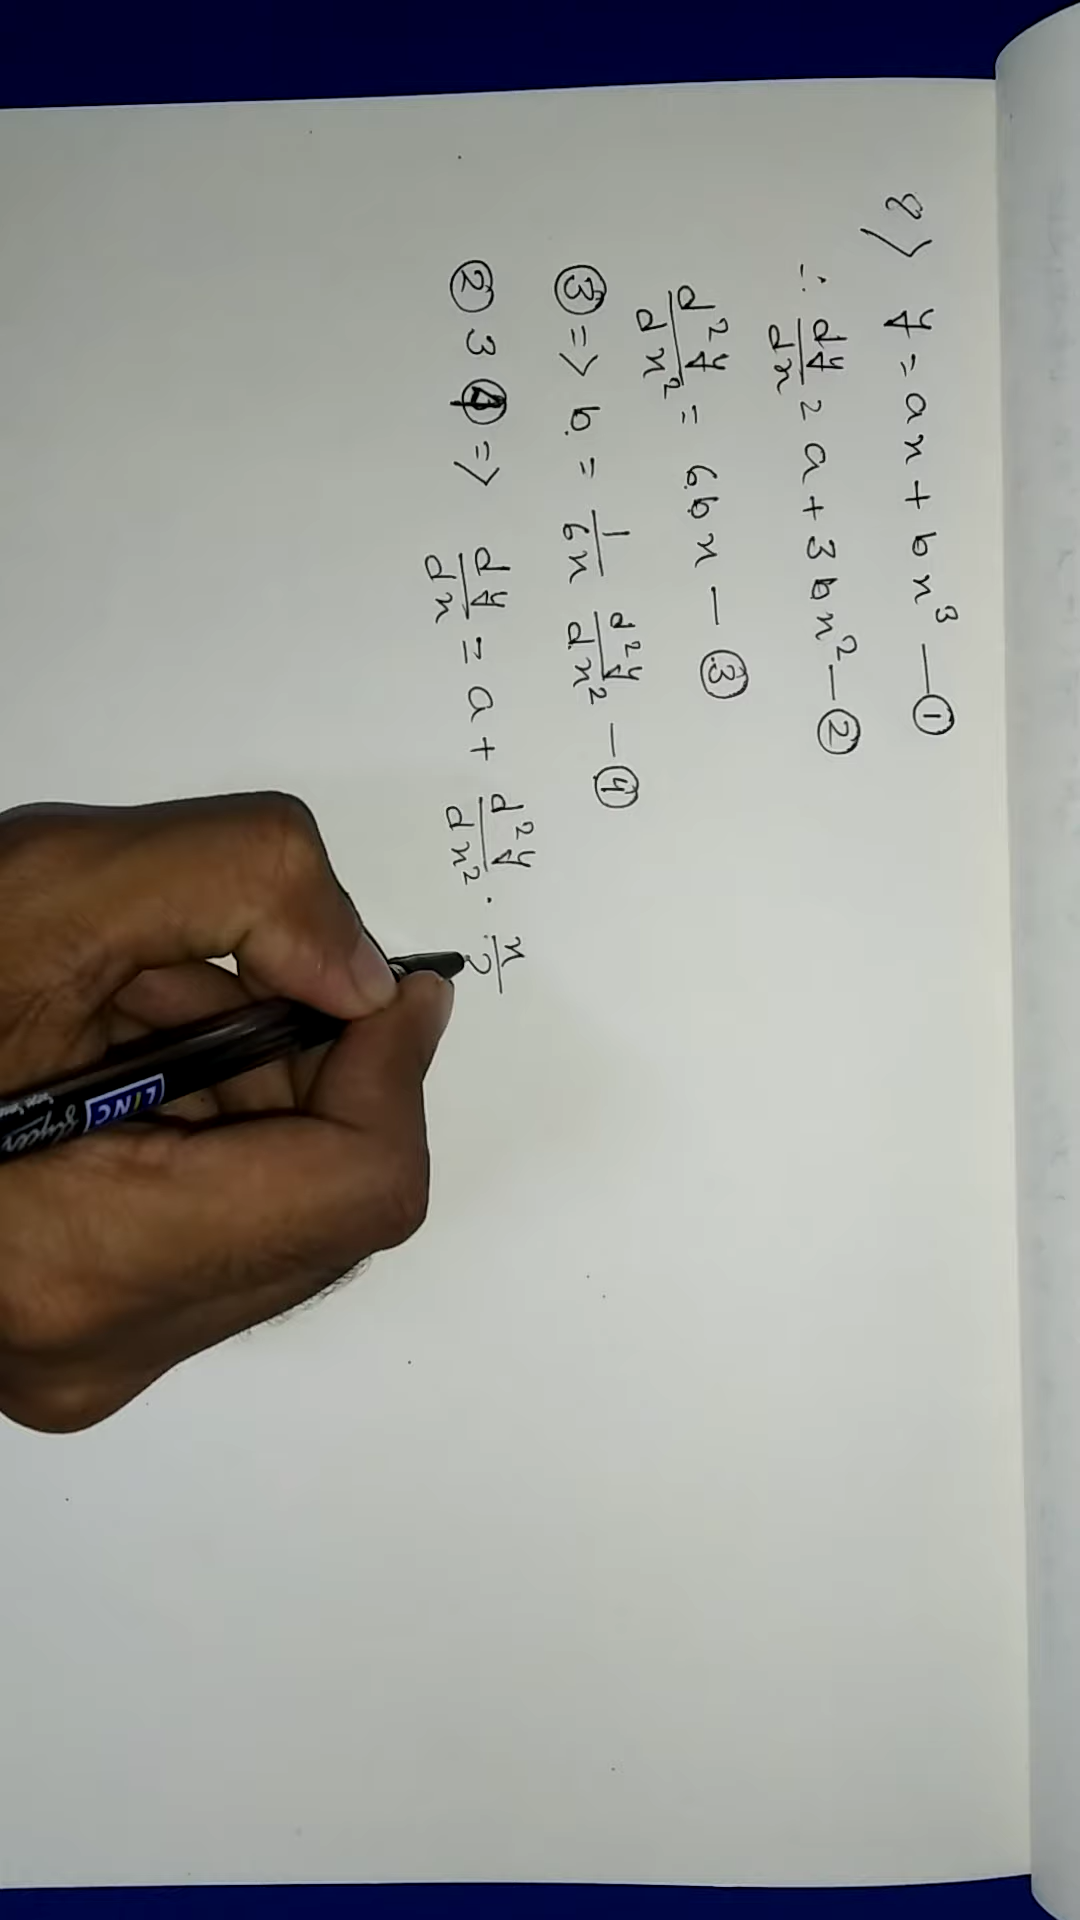 8) y = ax + bx³ — ①
∴ dy/dx = a + 3bx² — ②
d²y/dx² = 6bx — ③
③ => b = 1/6x d²y/dx² — ④
② 3 ④ => dy/dx = a + d²y/dx² · x/2
LINC